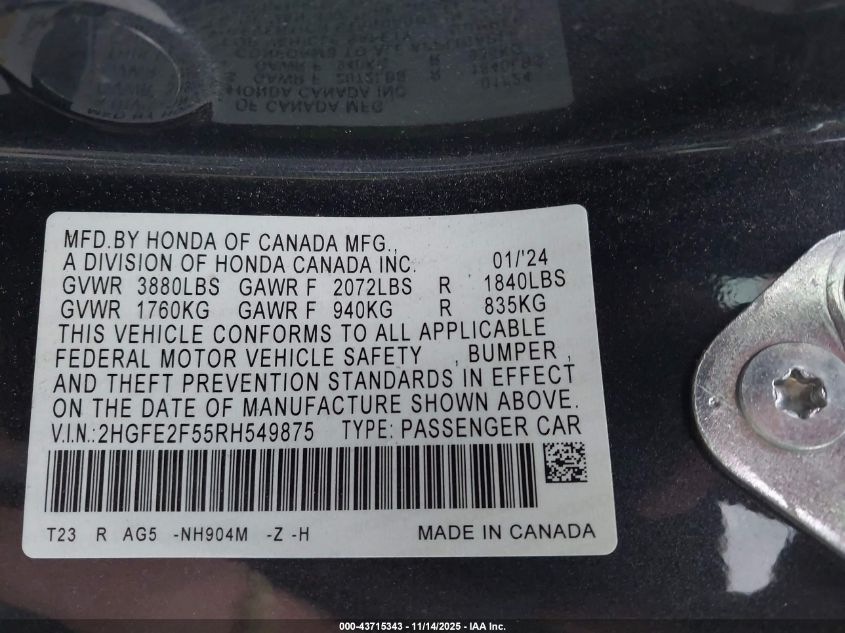 MFD.BY HONDA OF CANADA MFG.,
A DIVISION OF HONDA CANADA INC. 01/'24
GVWR 3880LBS GAWR F 2072LBS R 1840LBS
GVWR 1760KG GAWR F 940KG R 835KG
THIS VEHICLE CONFORMS TO ALL APPLICABLE
FEDERAL MOTOR VEHICLE SAFETY , BUMPER ,
AND THEFT PREVENTION STANDARDS IN EFFECT
ON THE DATE OF MANUFACTURE SHOWN ABOVE.
V.I.N.:2HGFE2F55RH549875 TYPE: PASSENGER CAR
T23 R AG5 -NH904M -Z -H MADE IN CANADA
000-43715343 - 11/14/2025 - IAA Inc.